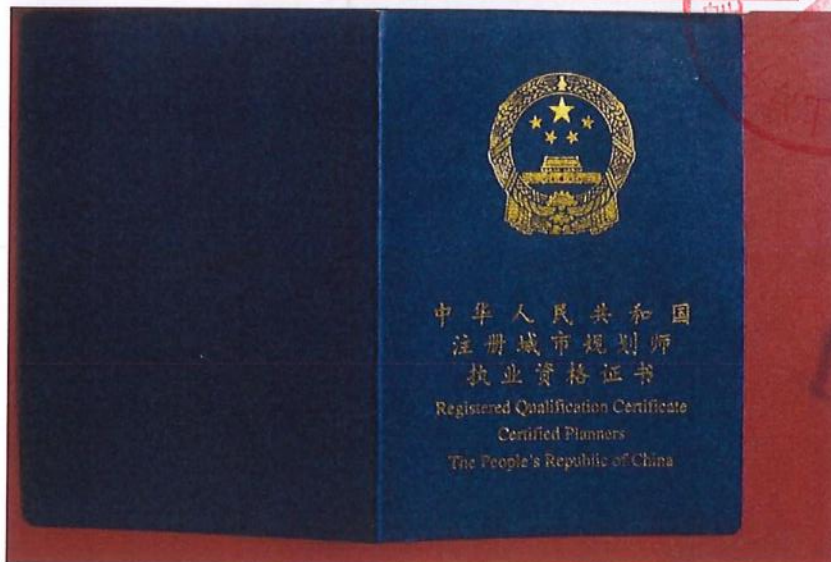 中华人民共和国
注册城市规划师
执业资格证书
Registered Qualification Certificate
Certified Planners
The People's Republic of China